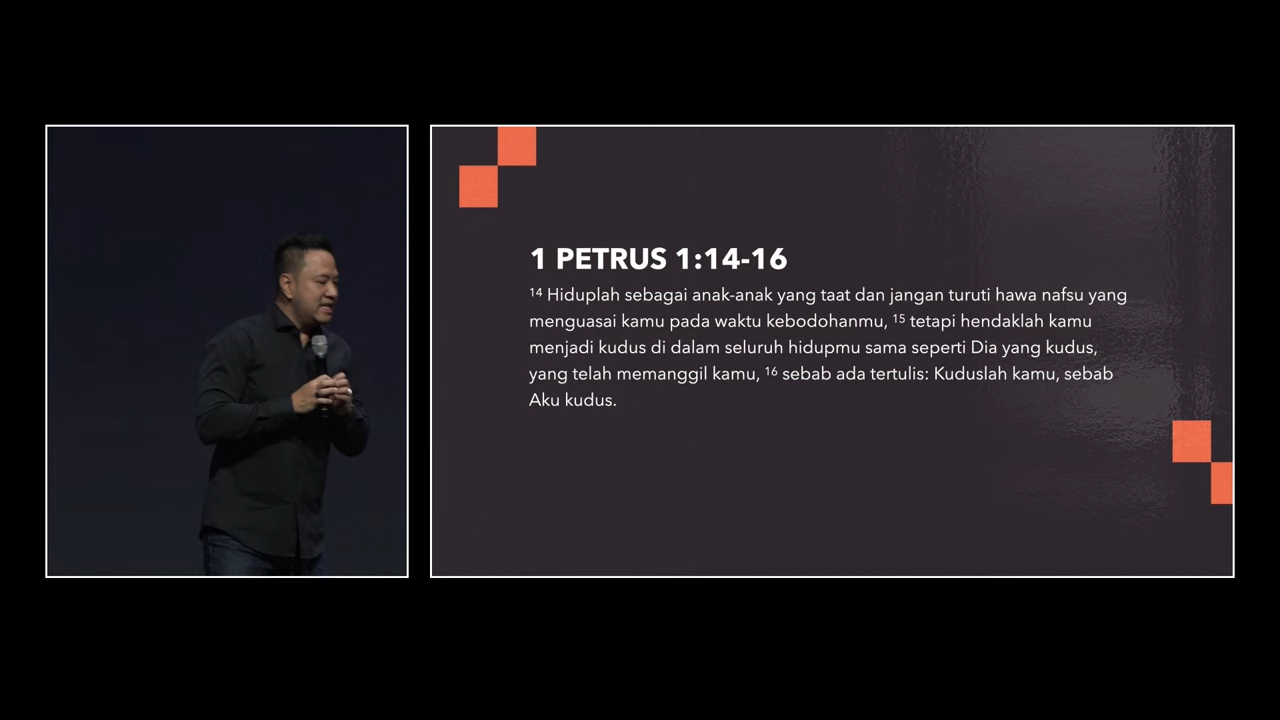 1 PETRUS 1:14-16
14 Hiduplah sebagai anak-anak yang taat dan jangan turuti hawa nafsu yang
menguasai kamu pada waktu kebodohanmu, 15 tetapi hendaklah kamu
menjadi kudus di dalam seluruh hidupmu sama seperti Dia yang kudus,
yang telah memanggil kamu, 16 sebab ada tertulis: Kuduslah kamu, sebab
Aku kudus.